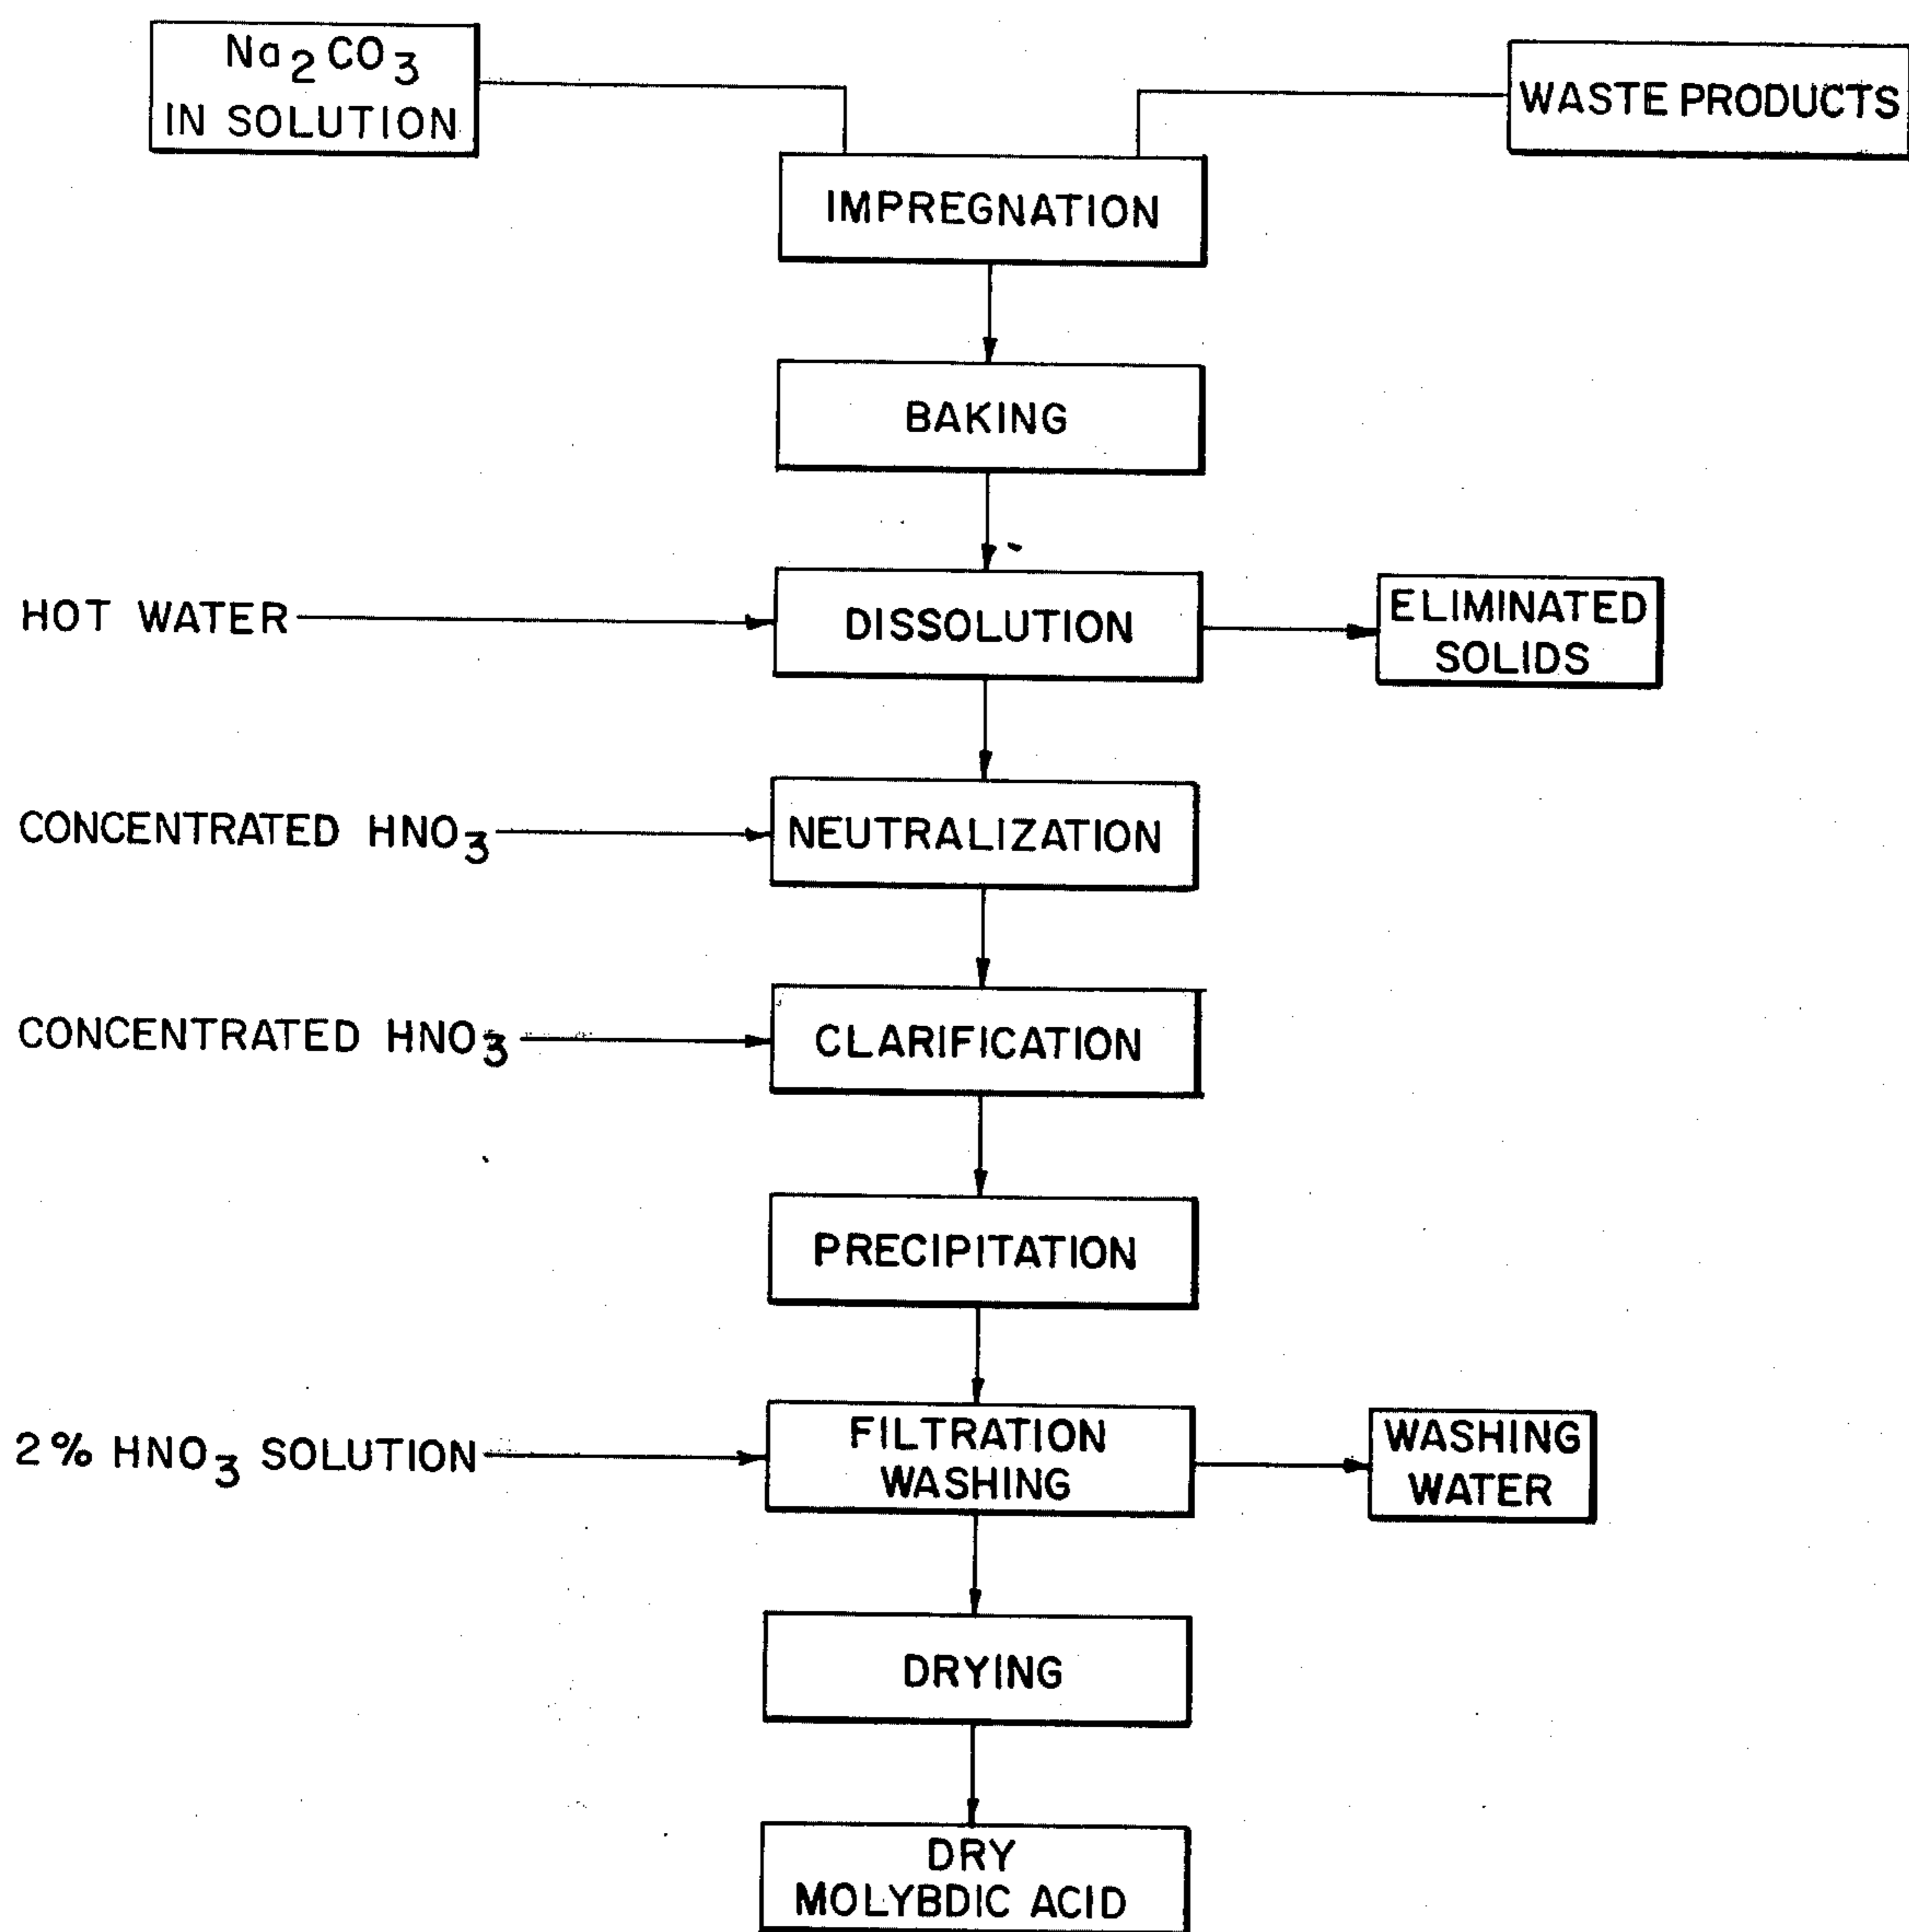 Na2CO3
IN SOLUTION
WASTE PRODUCTS
IMPREGNATION
BAKING
HOT WATER
DISSOLUTION
ELIMINATED
SOLIDS
CONCENTRATED HNO3
NEUTRALIZATION
CONCENTRATED HNO3
CLARIFICATION
PRECIPITATION
2% HNO3 SOLUTION
FILTRATION
WASHING
WASHING
WATER
DRYING
DRY
MOLYBDIC ACID